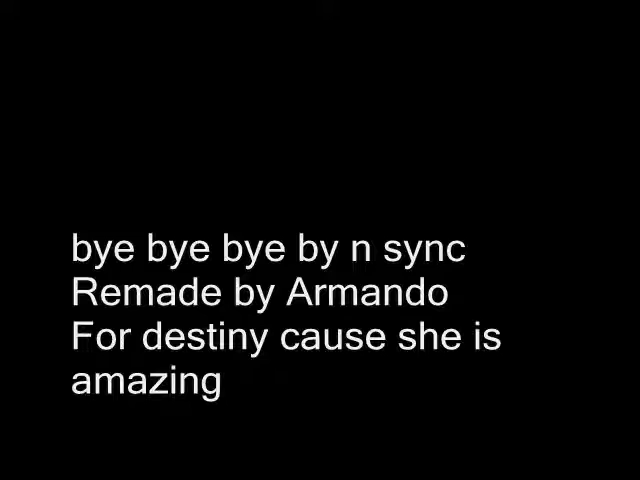 bye bye bye by n sync
Remade by Armando
For destiny cause she is
amazing